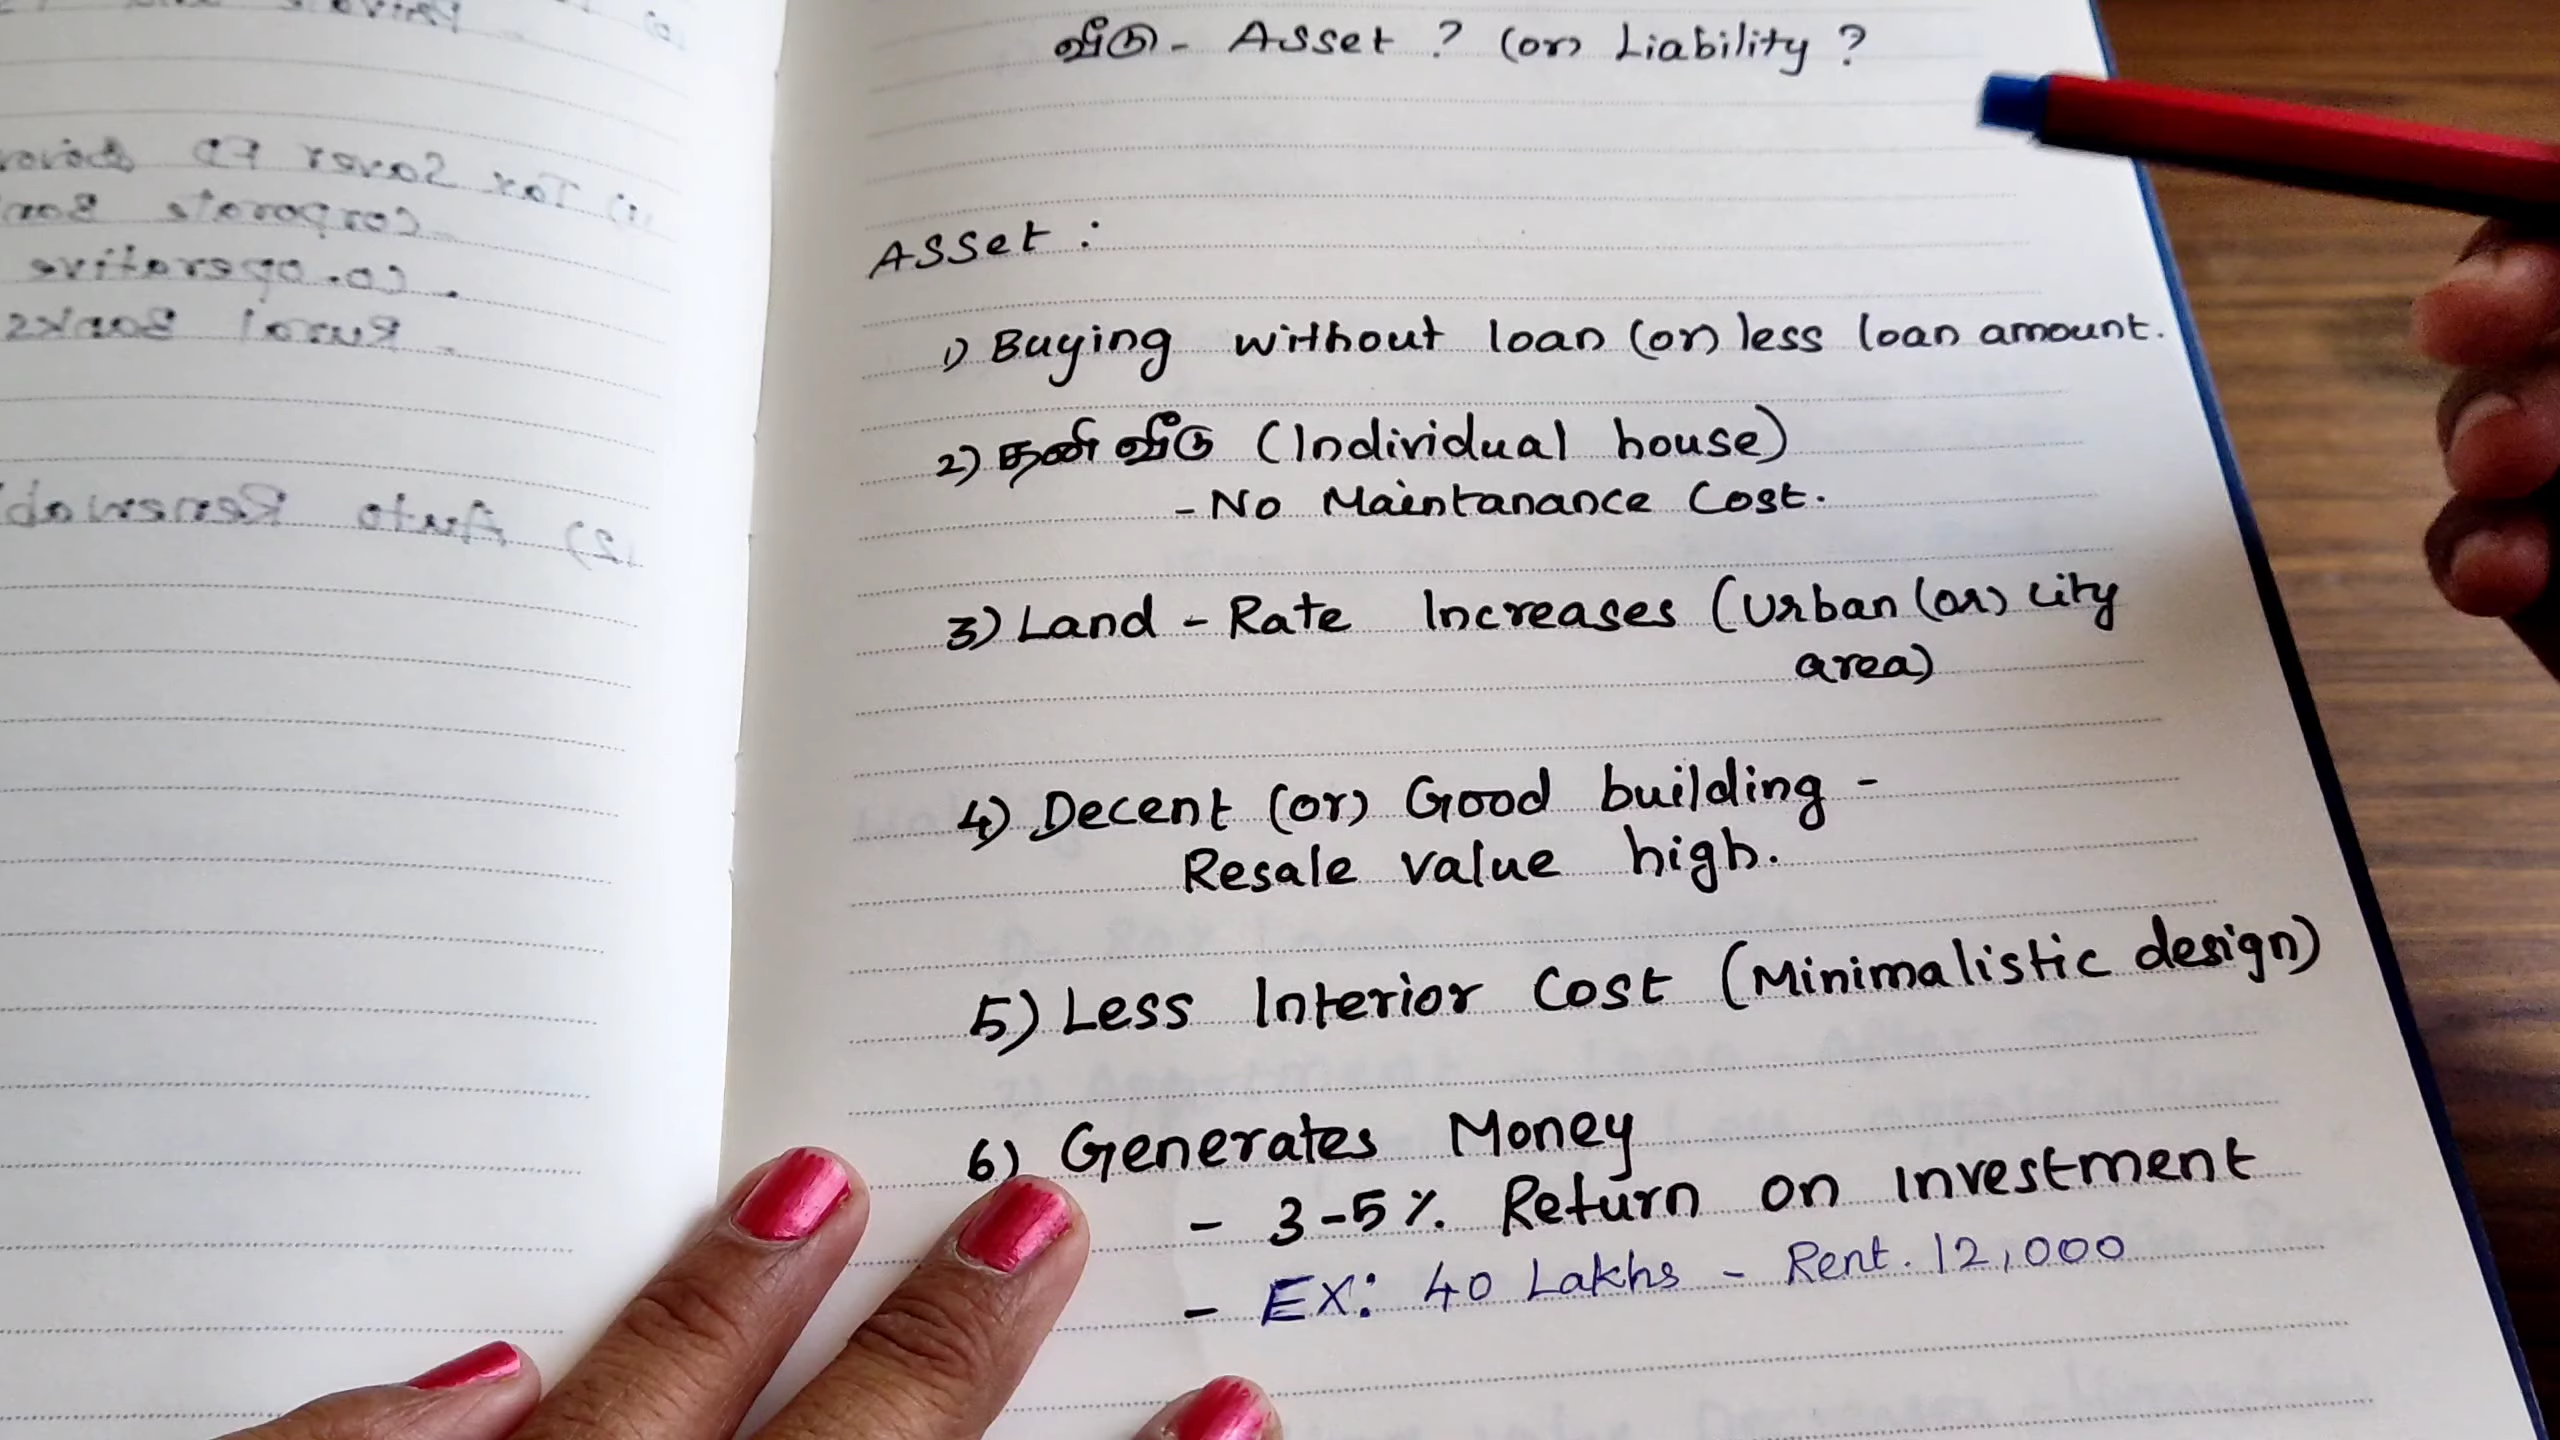 வீடு - Asset ? (or) Liability ?
Asset :
1) Buying without loan (or) less loan amount.
2) தனி வீடு (Individual house)
- No Maintanance Cost.
3) Land - Rate Increases (Urban (or) city
area)
4) Decent (or) Good building -
Resale value high.
5) Less Interior Cost (Minimalistic design)
6) Generates Money
- 3-5% Return on investment
- EX: 40 Lakhs - Rent. 12,000